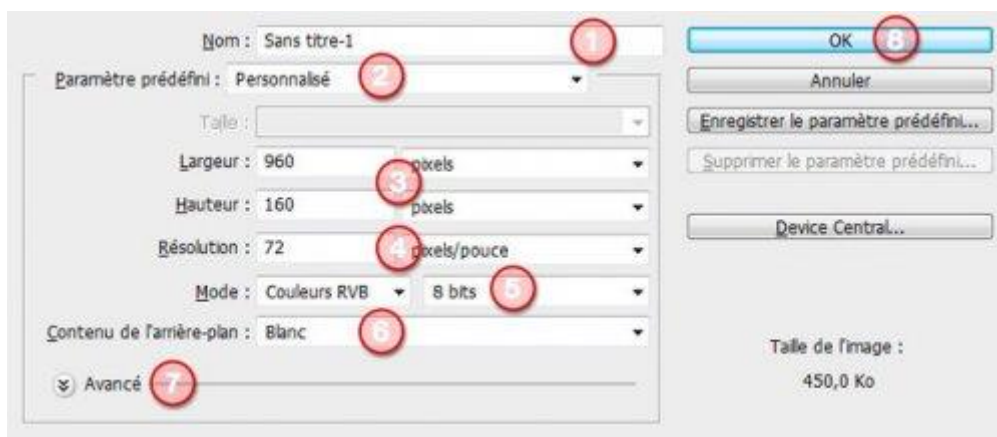 Nom : Sans titre-1 1
Paramètre prédéfini : Personnalisé 2
Taille :
Largeur : 960 pixels
3
Hauteur : 160 pixels
Résolution : 72 4 pixels/pouce
Mode : Couleurs RVB 8 bits 5
Contenu de l'arrière-plan : Blanc 6
Avancé 7
OK 8
Annuler
Enregistrer le paramètre prédéfini...
Supprimer le paramètre prédéfini...
Device Central...
Taille de l'image :
450,0 Ko